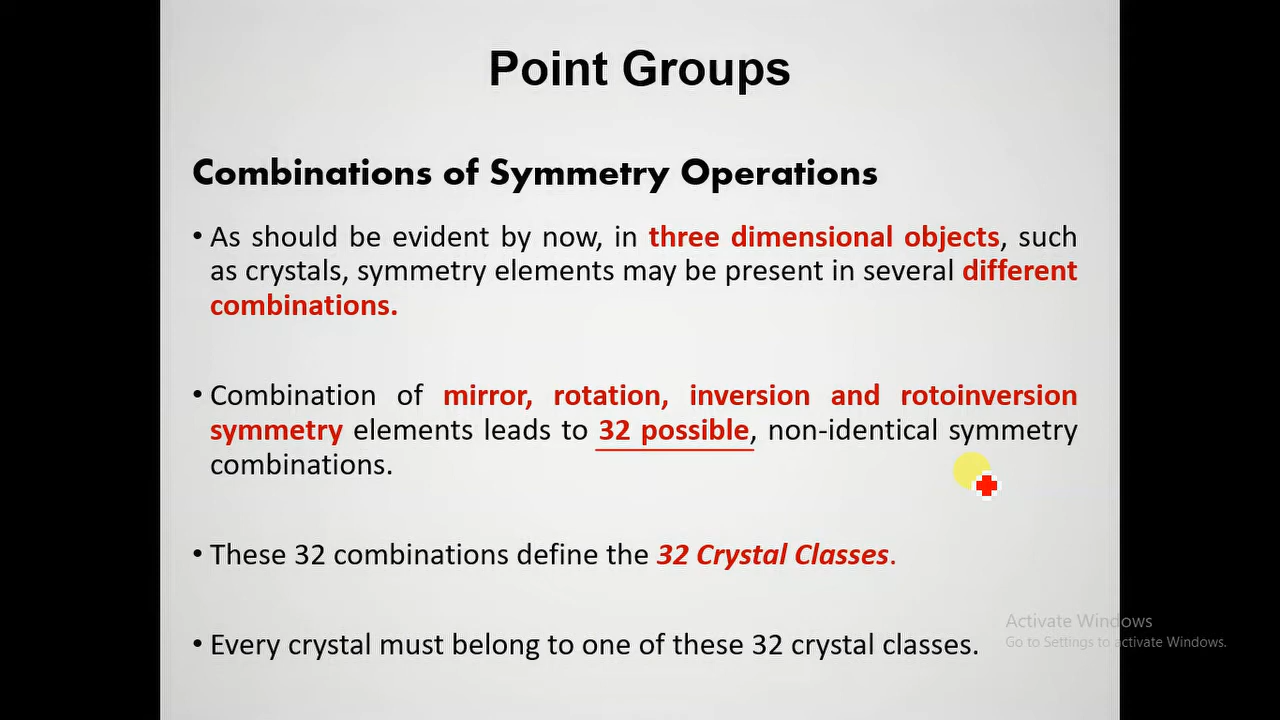 Point Groups
Combinations of Symmetry Operations
• As should be evident by now, in three dimensional objects, such
as crystals, symmetry elements may be present in several different
combinations.
• Combination of mirror, rotation, inversion and rotoinversion
symmetry elements leads to 32 possible, non-identical symmetry
combinations.
• These 32 combinations define the 32 Crystal Classes.
• Every crystal must belong to one of these 32 crystal classes.
Activate Windows
Go to Settings to activate Windows.